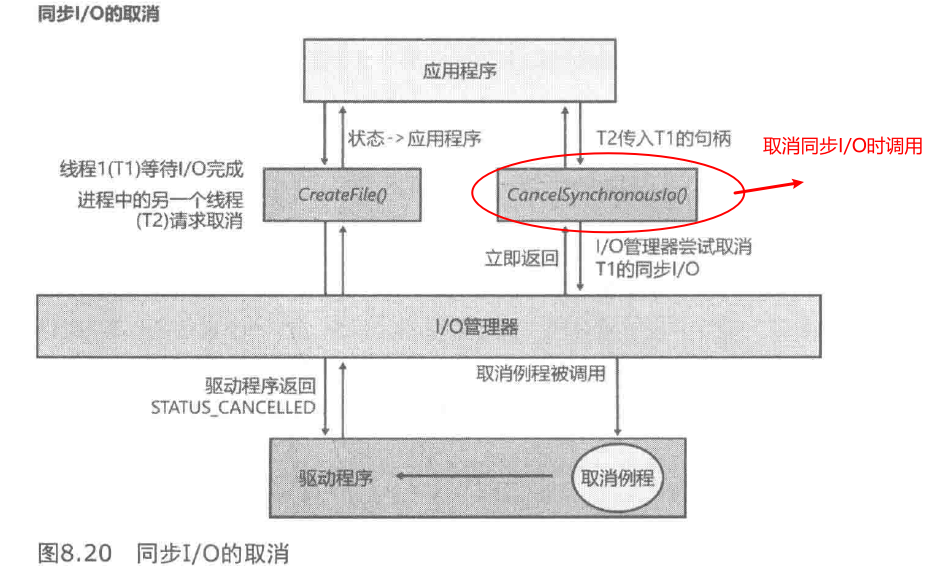 同步I/O的取消
应用程序
状态->应用程序
T2传入T1的句柄
取消同步I/O时调用
线程1(T1)等待I/O完成
进程中的另一个线程
(T2)请求取消
CreateFile()
CancelSynchronousIo()
立即返回
I/O管理器尝试取消
T1的同步I/O
I/O管理器
驱动程序返回
STATUS_CANCELLED
取消例程被调用
驱动程序
取消例程
图8.20 同步I/O的取消